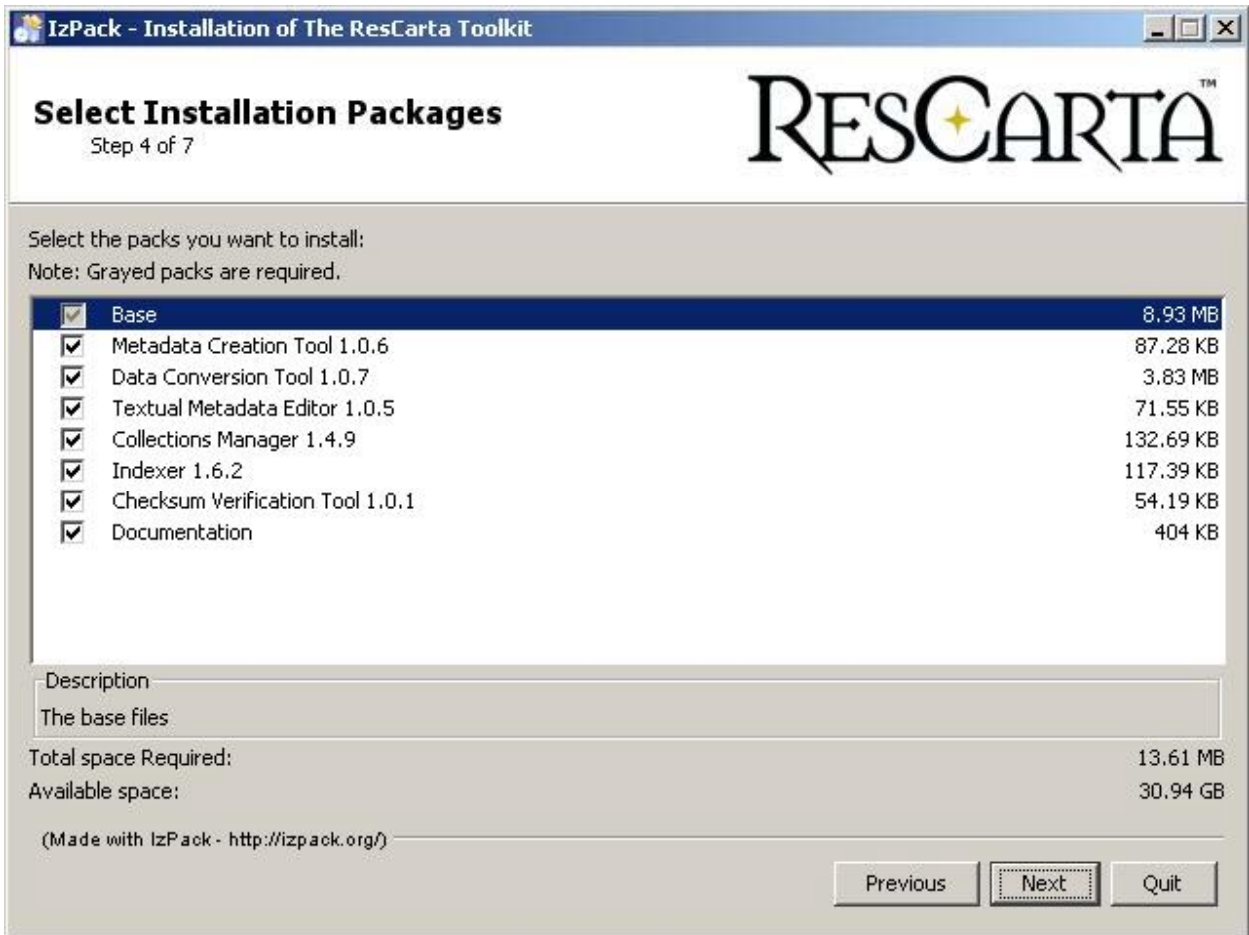 IzPack - Installation of The ResCarta Toolkit
Select Installation Packages
Step 4 of 7
RESCARTA™
Select the packs you want to install:
Note: Grayed packs are required.
Base 8.93 MB
Metadata Creation Tool 1.0.6 87.28 KB
Data Conversion Tool 1.0.7 3.83 MB
Textual Metadata Editor 1.0.5 71.55 KB
Collections Manager 1.4.9 132.69 KB
Indexer 1.6.2 117.39 KB
Checksum Verification Tool 1.0.1 54.19 KB
Documentation 404 KB
Description
The base files
Total space Required: 13.61 MB
Available space: 30.94 GB
(Made with IzPack - http://izpack.org/)
Previous Next Quit